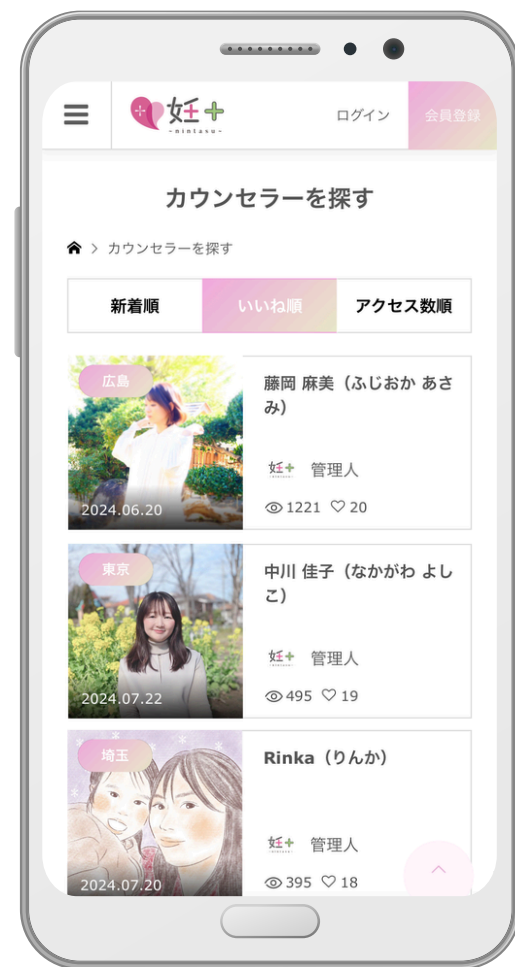 妊+
-nintasu-
ログイン
会員登録
カウンセラーを探す
> カウンセラーを探す
新着順
いいね順
アクセス数順
広島
2024.06.20
藤岡 麻美（ふじおか あさ
み）
妊+ 管理人
1221 20
東京
2024.07.22
中川 佳子（なかがわ よし
こ）
妊+ 管理人
495 19
埼玉
2024.07.20
Rinka（りんか）
妊+ 管理人
395 18